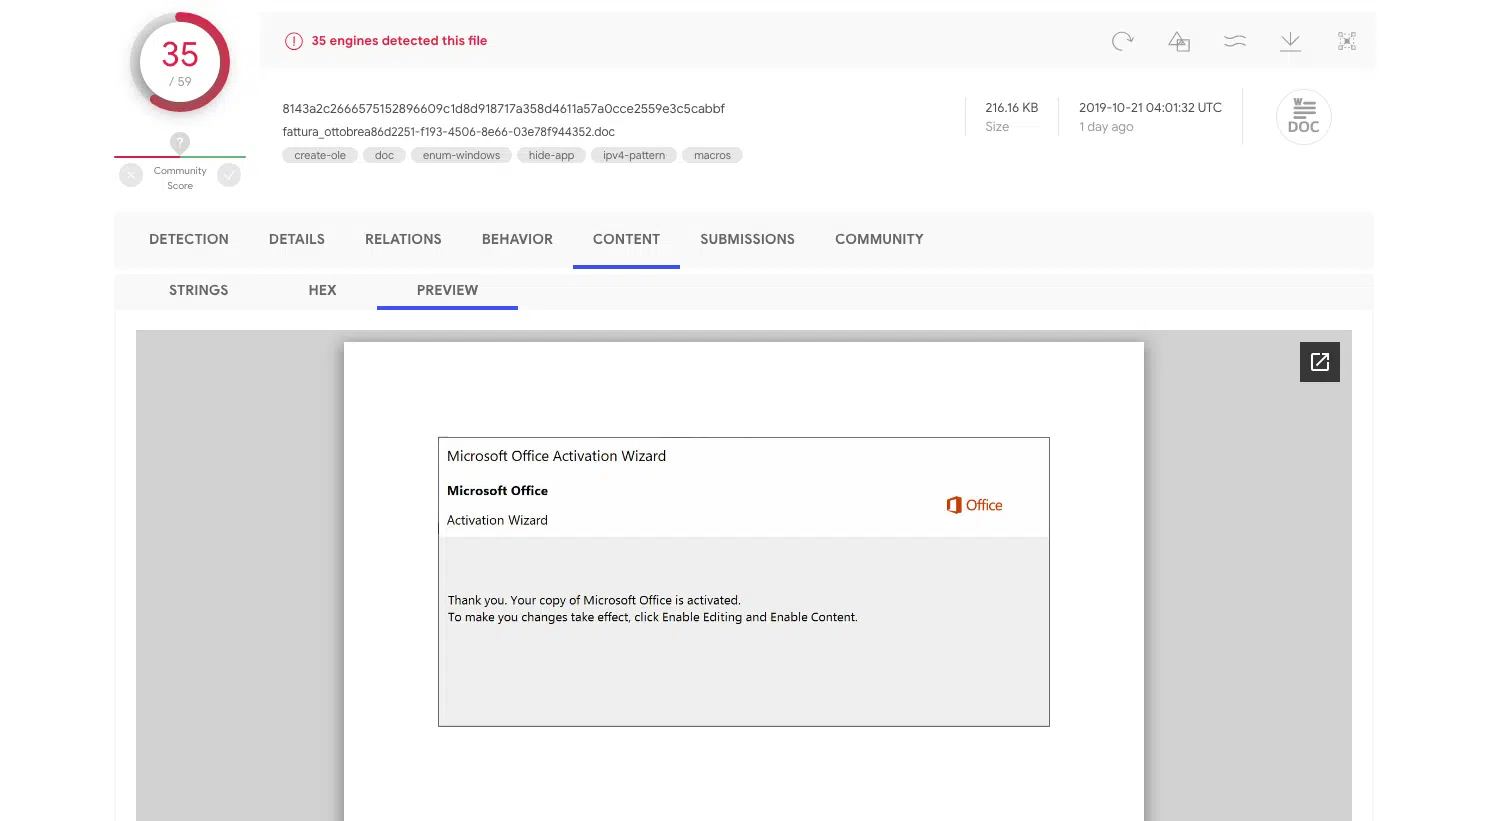 35
/ 59
?
Community
Score
35 engines detected this file
8143a2c2666575152896609c1d8d918717a358d4611a57a0cce2559e3c5cabbf
fattura_ottobrea86d2251-f193-4506-8e66-03e78f944352.doc
create-ole doc enum-windows hide-app ipv4-pattern macros
216.16 KB
Size
2019-10-21 04:01:32 UTC
1 day ago
W
DOC
DETECTION DETAILS RELATIONS BEHAVIOR CONTENT SUBMISSIONS COMMUNITY
STRINGS HEX PREVIEW
Microsoft Office Activation Wizard
Microsoft Office
Activation Wizard
Office
Thank you. Your copy of Microsoft Office is activated.
To make you changes take effect, click Enable Editing and Enable Content.